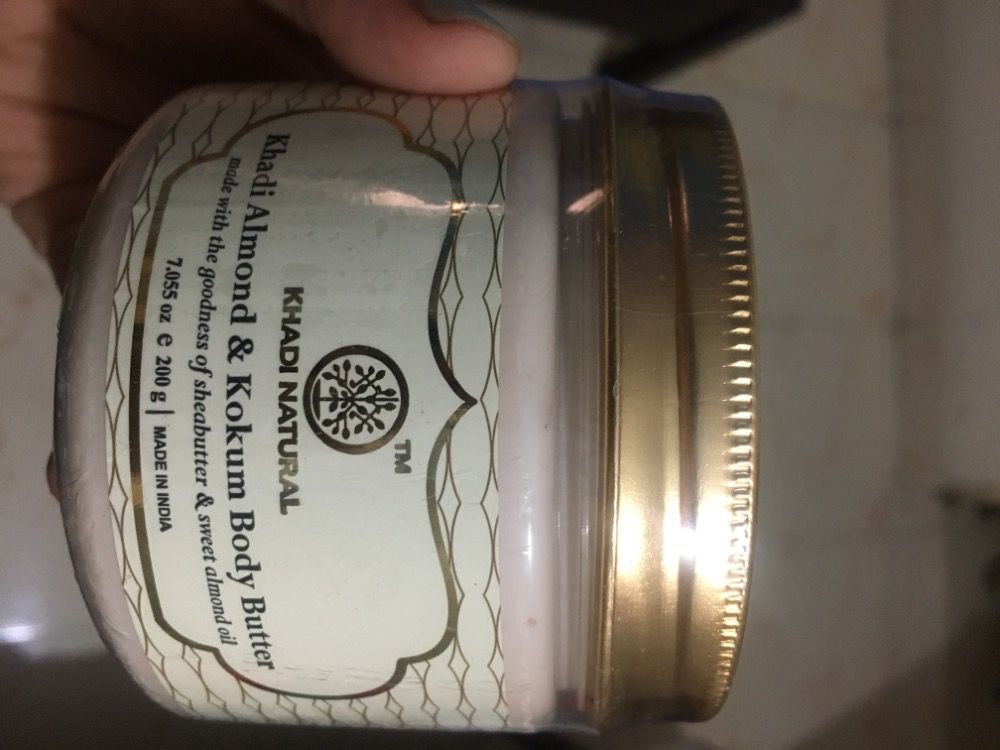 TM
KHADI NATURAL
Khadi Almond & Kokum Body Butter
made with the goodness of sheabutter & sweet almond oil
7.055 oz e 200 g | MADE IN INDIA